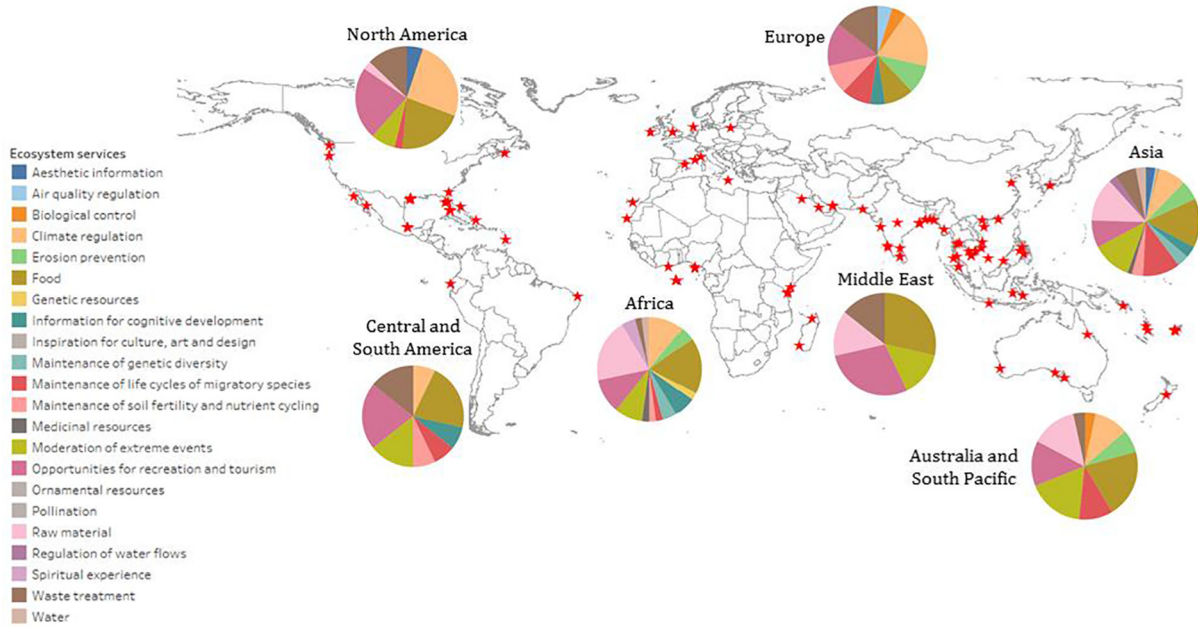 North America
Europe
Asia
Ecosystem services
Aesthetic information
Air quality regulation
Biological control
Climate regulation
Erosion prevention
Food
Genetic resources
Information for cognitive development
Inspiration for culture, art and design
Maintenance of genetic diversity
Maintenance of life cycles of migratory species
Maintenance of soil fertility and nutrient cycling
Medicinal resources
Moderation of extreme events
Opportunities for recreation and tourism
Ornamental resources
Pollination
Raw material
Regulation of water flows
Spiritual experience
Waste treatment
Water
Central and
South America
Africa
Middle East
Australia and
South Pacific